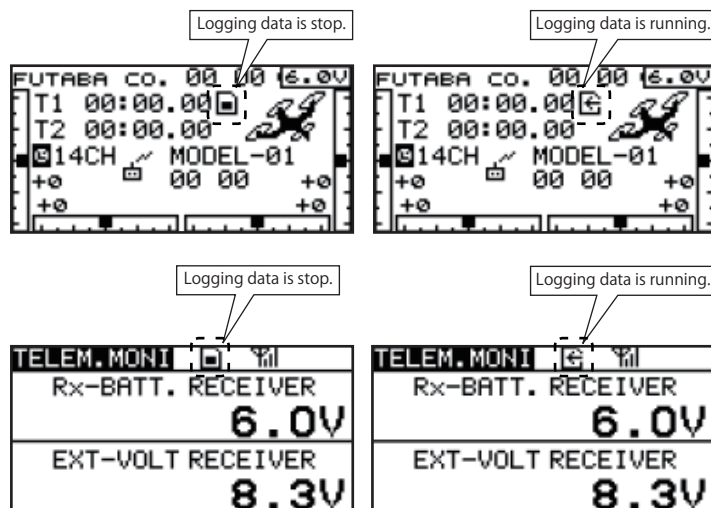 Logging data is stop.
FUTABA CO. 00 00 6.0V
T1 00:00.00
T2 00:00.00
14CH MODEL-01
+0 00 00 +0
+0 +0
Logging data is running.
FUTABA CO. 00 00 6.0V
T1 00:00.00
T2 00:00.00
14CH MODEL-01
+0 00 00 +0
+0 +0
Logging data is stop.
TELEM.MONI
Rx-BATT. RECEIVER
6.0V
EXT-VOLT RECEIVER
8.3V
Logging data is running.
TELEM.MONI
Rx-BATT. RECEIVER
6.0V
EXT-VOLT RECEIVER
8.3V